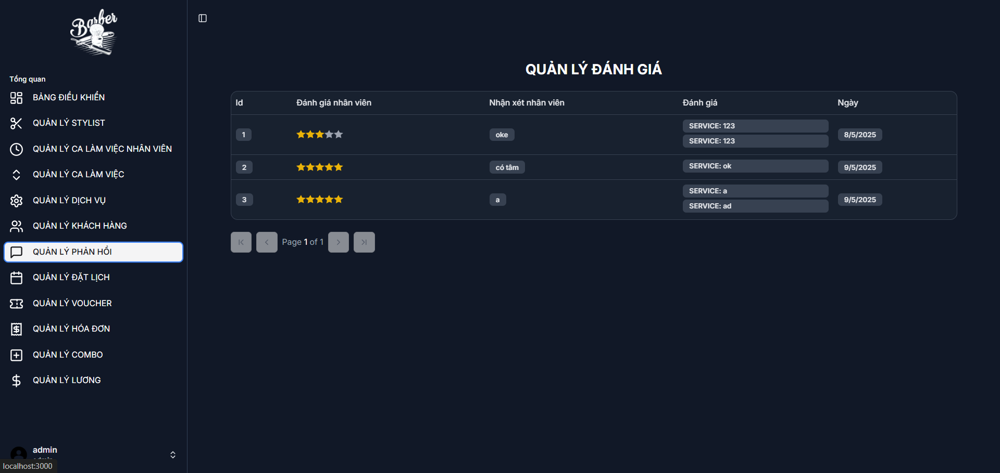 Barber
Tổng quan
BẢNG ĐIỀU KHIỂN
QUẢN LÝ STYLIST
QUẢN LÝ CA LÀM VIỆC NHÂN VIÊN
QUẢN LÝ CA LÀM VIỆC
QUẢN LÝ DỊCH VỤ
QUẢN LÝ KHÁCH HÀNG
QUẢN LÝ PHẢN HỒI
QUẢN LÝ ĐẶT LỊCH
QUẢN LÝ VOUCHER
QUẢN LÝ HÓA ĐƠN
QUẢN LÝ COMBO
QUẢN LÝ LƯƠNG
admin
localhost:3000
QUẢN LÝ ĐÁNH GIÁ
Id Đánh giá nhân viên Nhận xét nhân viên Đánh giá Ngày
1 oke SERVICE: 123 8/5/2025
SERVICE: 123
2 có tâm SERVICE: ok 9/5/2025
3 a SERVICE: a 9/5/2025
SERVICE: ad
Page 1 of 1